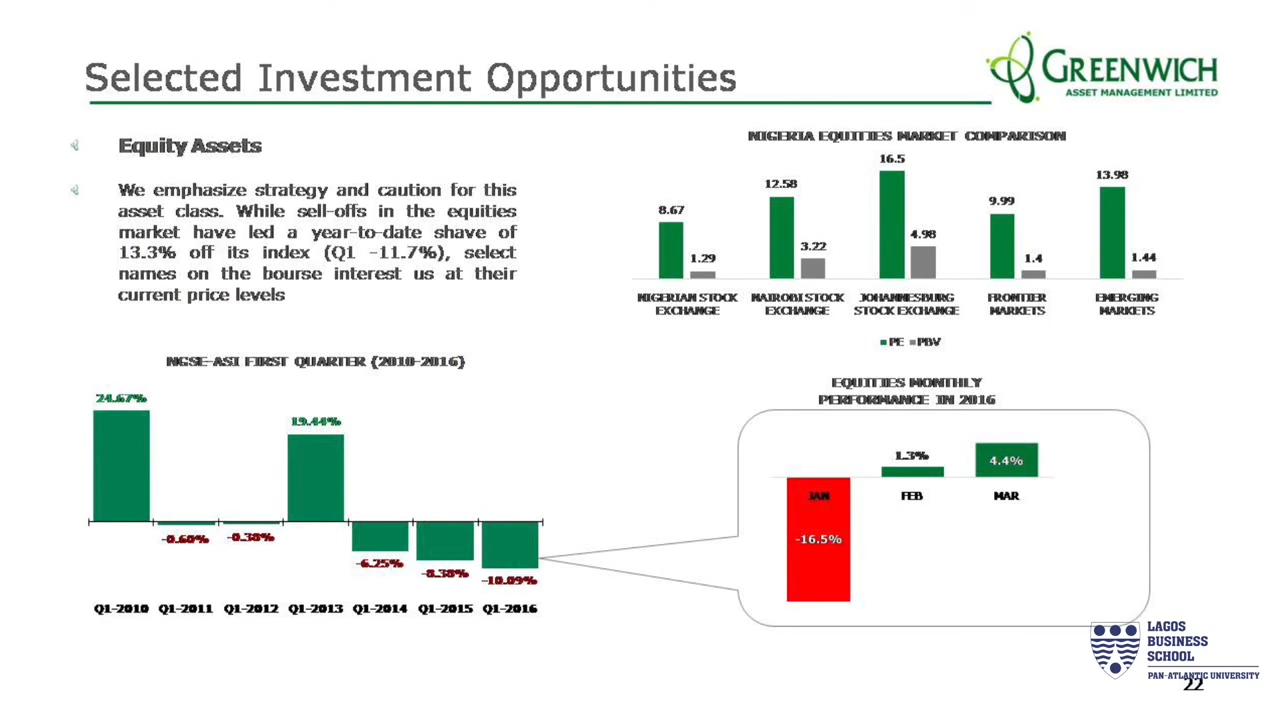 Selected Investment Opportunities
GREENWICH
ASSET MANAGEMENT LIMITED
Equity Assets
We emphasize strategy and caution for this
asset class. While sell-offs in the equities
market have led a year-to-date shave of
13.3% off its index (Q1 -11.7%), select
names on the bourse interest us at their
current price levels
NIGERIA EQUITIES MARKET COMPARISON
8.67
1.29
12.58
3.22
16.5
4.98
9.99
1.4
13.98
1.44
NIGERIAN STOCK
EXCHANGE
NAIROBI STOCK
EXCHANGE
JOHANNESBURG
STOCK EXCHANGE
FRONTIER
MARKETS
EMERGING
MARKETS
PE PBV
NGSE-ASI FIRST QUARTER (2010-2016)
24.67%
-0.60%
-0.38%
19.44%
-6.25%
-8.38%
-10.09%
Q1-2010 Q1-2011 Q1-2012 Q1-2013 Q1-2014 Q1-2015 Q1-2016
EQUITIES MONTHLY
PERFORMANCE IN 2016
1.3%
4.4%
JAN FEB MAR
-16.5%
LAGOS
BUSINESS
SCHOOL
PAN-ATLANTIC UNIVERSITY
22